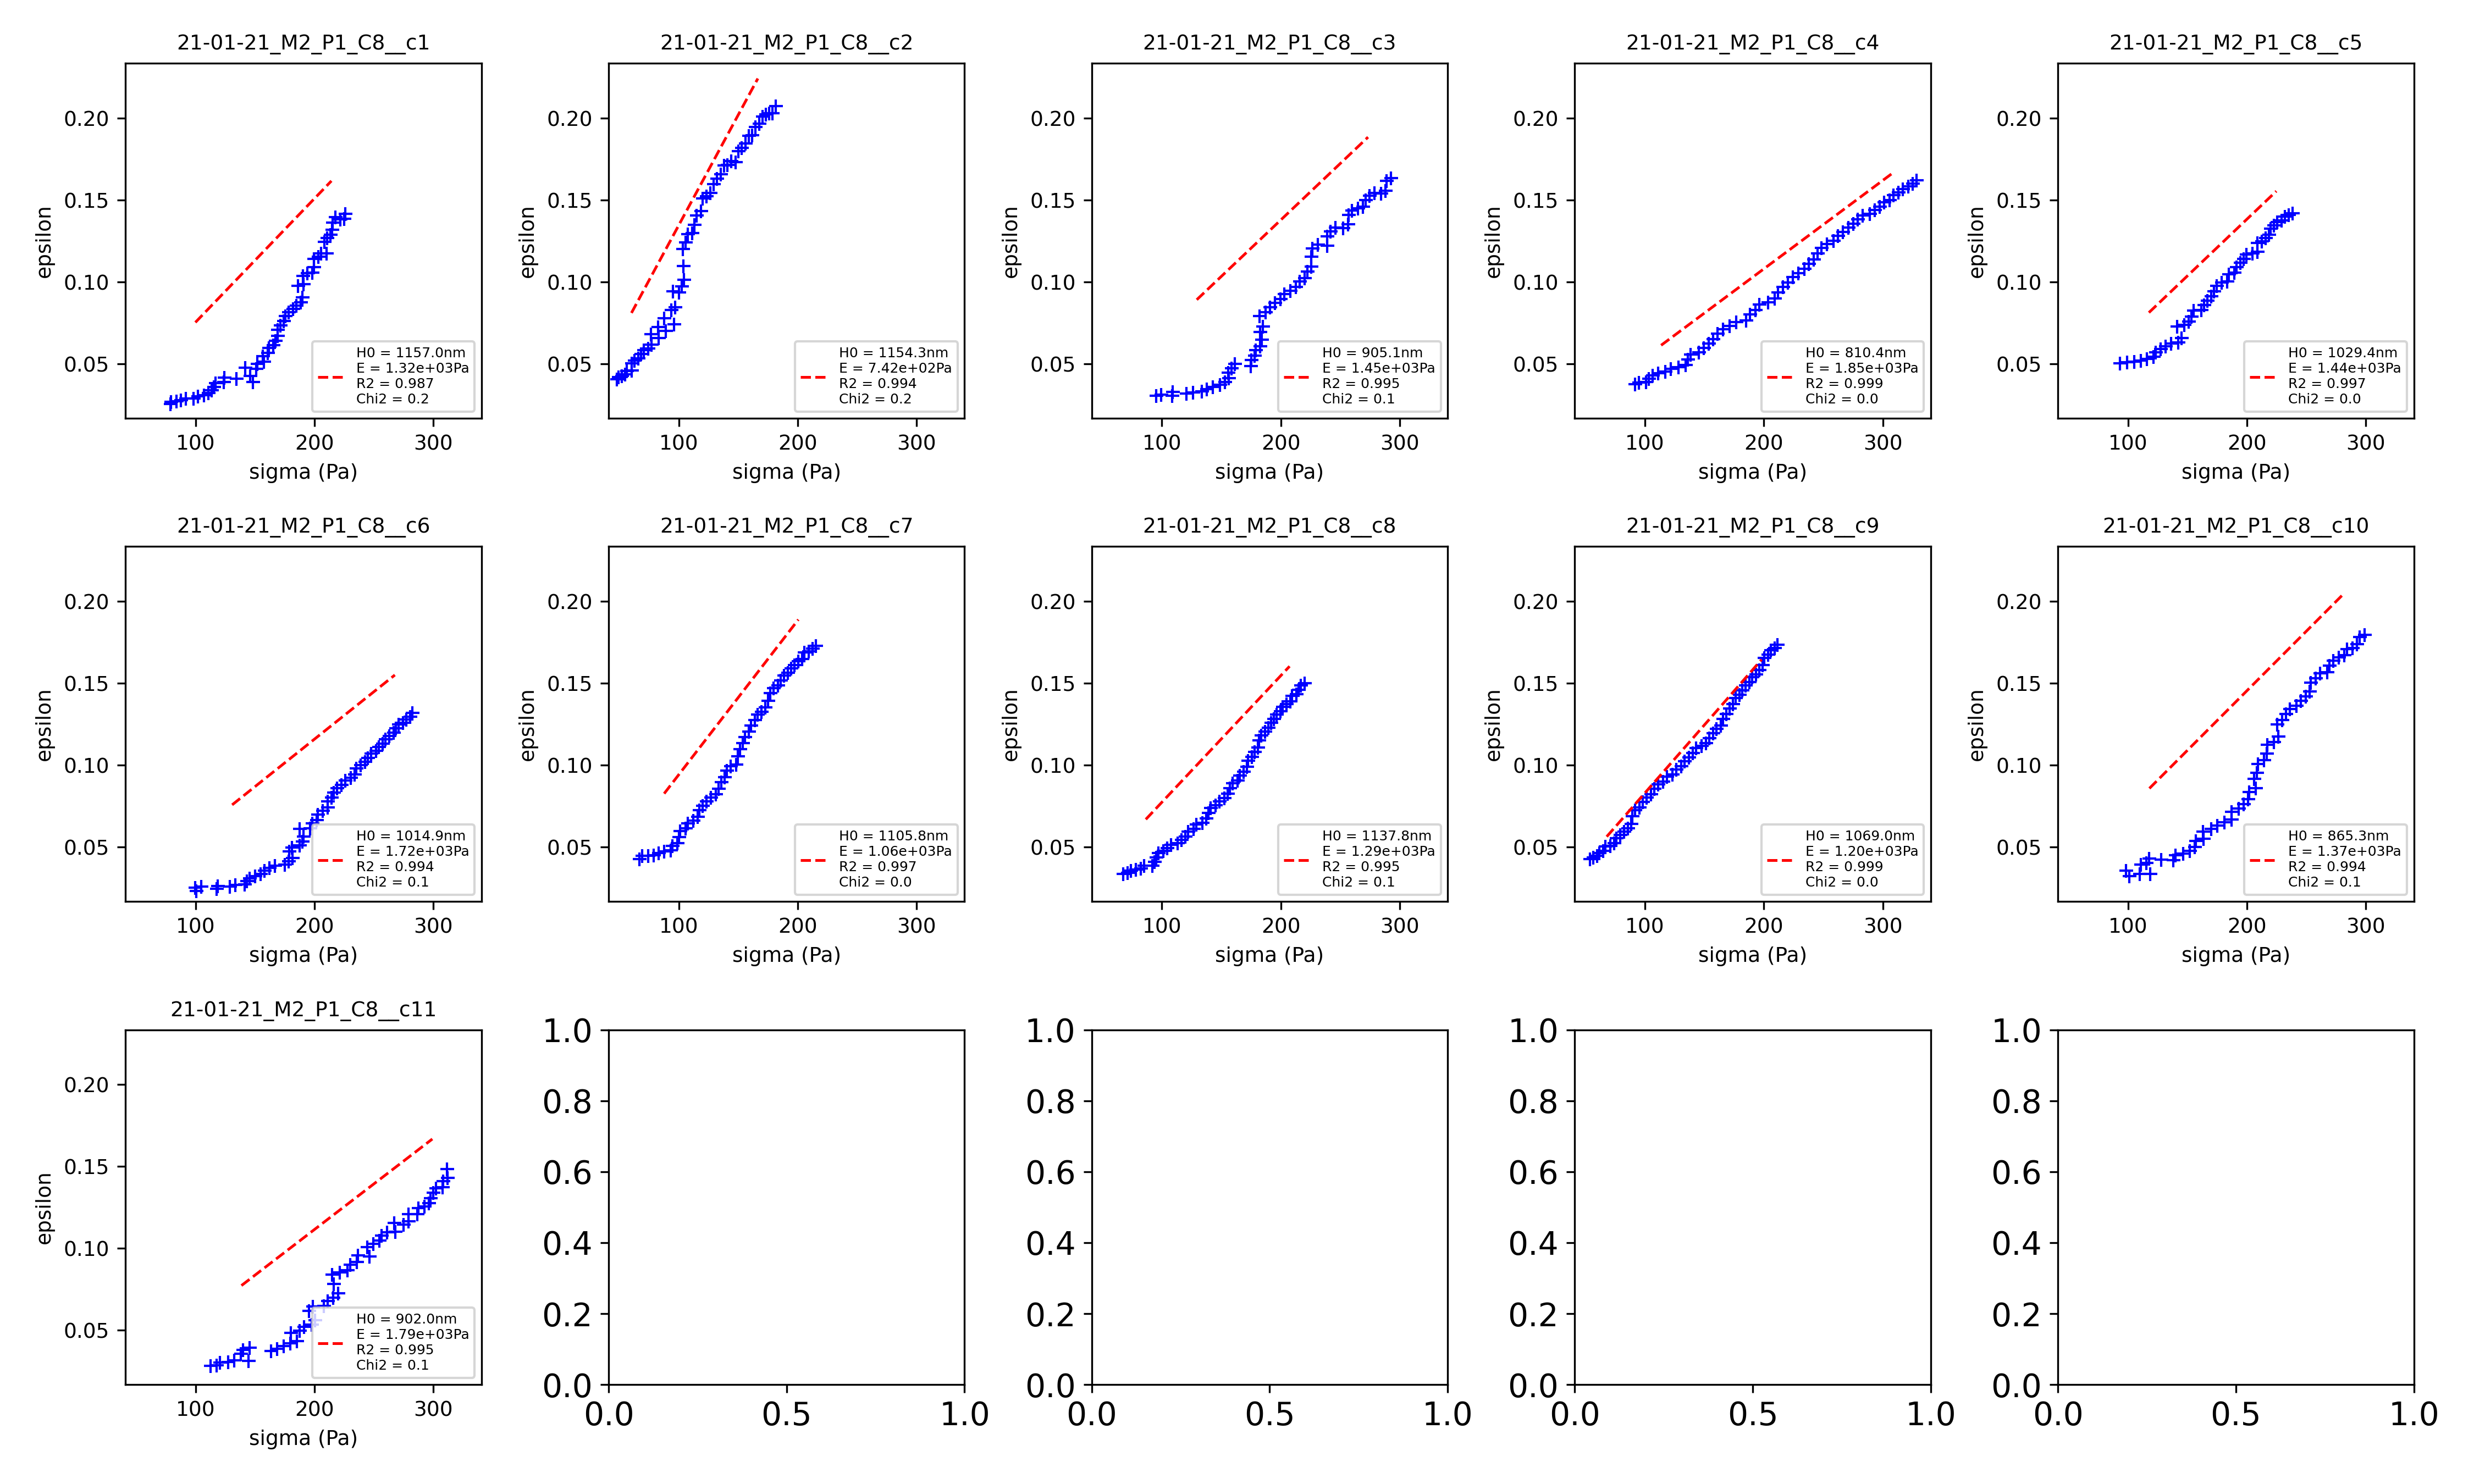 21-01-21_M2_P1_C8__c1
0.20
0.15
0.10
0.05
epsilon
H0 = 1157.0nm
E = 1.32e+03Pa
R2 = 0.987
Chi2 = 0.2
100 200 300
sigma (Pa)
21-01-21_M2_P1_C8__c2
0.20
0.15
0.10
0.05
epsilon
H0 = 1154.3nm
E = 7.42e+02Pa
R2 = 0.994
Chi2 = 0.2
100 200 300
sigma (Pa)
21-01-21_M2_P1_C8__c3
0.20
0.15
0.10
0.05
epsilon
H0 = 905.1nm
E = 1.45e+03Pa
R2 = 0.995
Chi2 = 0.1
100 200 300
sigma (Pa)
21-01-21_M2_P1_C8__c4
0.20
0.15
0.10
0.05
epsilon
H0 = 810.4nm
E = 1.85e+03Pa
R2 = 0.999
Chi2 = 0.0
100 200 300
sigma (Pa)
21-01-21_M2_P1_C8__c5
0.20
0.15
0.10
0.05
epsilon
H0 = 1029.4nm
E = 1.44e+03Pa
R2 = 0.997
Chi2 = 0.0
100 200 300
sigma (Pa)
21-01-21_M2_P1_C8__c6
0.20
0.15
0.10
0.05
epsilon
H0 = 1014.9nm
E = 1.72e+03Pa
R2 = 0.994
Chi2 = 0.1
100 200 300
sigma (Pa)
21-01-21_M2_P1_C8__c7
0.20
0.15
0.10
0.05
epsilon
H0 = 1105.8nm
E = 1.06e+03Pa
R2 = 0.997
Chi2 = 0.0
100 200 300
sigma (Pa)
21-01-21_M2_P1_C8__c8
0.20
0.15
0.10
0.05
epsilon
H0 = 1137.8nm
E = 1.29e+03Pa
R2 = 0.995
Chi2 = 0.1
100 200 300
sigma (Pa)
21-01-21_M2_P1_C8__c9
0.20
0.15
0.10
0.05
epsilon
H0 = 1069.0nm
E = 1.20e+03Pa
R2 = 0.999
Chi2 = 0.0
100 200 300
sigma (Pa)
21-01-21_M2_P1_C8__c10
0.20
0.15
0.10
0.05
epsilon
H0 = 865.3nm
E = 1.37e+03Pa
R2 = 0.994
Chi2 = 0.1
100 200 300
sigma (Pa)
21-01-21_M2_P1_C8__c11
0.20
0.15
0.10
0.05
epsilon
H0 = 902.0nm
E = 1.79e+03Pa
R2 = 0.995
Chi2 = 0.1
100 200 300
sigma (Pa)
1.0
0.8
0.6
0.4
0.2
0.0
0.0 0.5 1.0
1.0
0.8
0.6
0.4
0.2
0.0
0.0 0.5 1.0
1.0
0.8
0.6
0.4
0.2
0.0
0.0 0.5 1.0
1.0
0.8
0.6
0.4
0.2
0.0
0.0 0.5 1.0